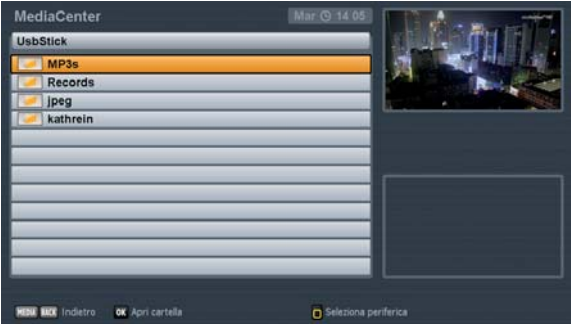 MediaCenter
Mar 14 05
UsbStick
MP3s
Records
jpeg
kathrein
MEDIA BACK Indietro OK Apri cartella Seleziona periferica